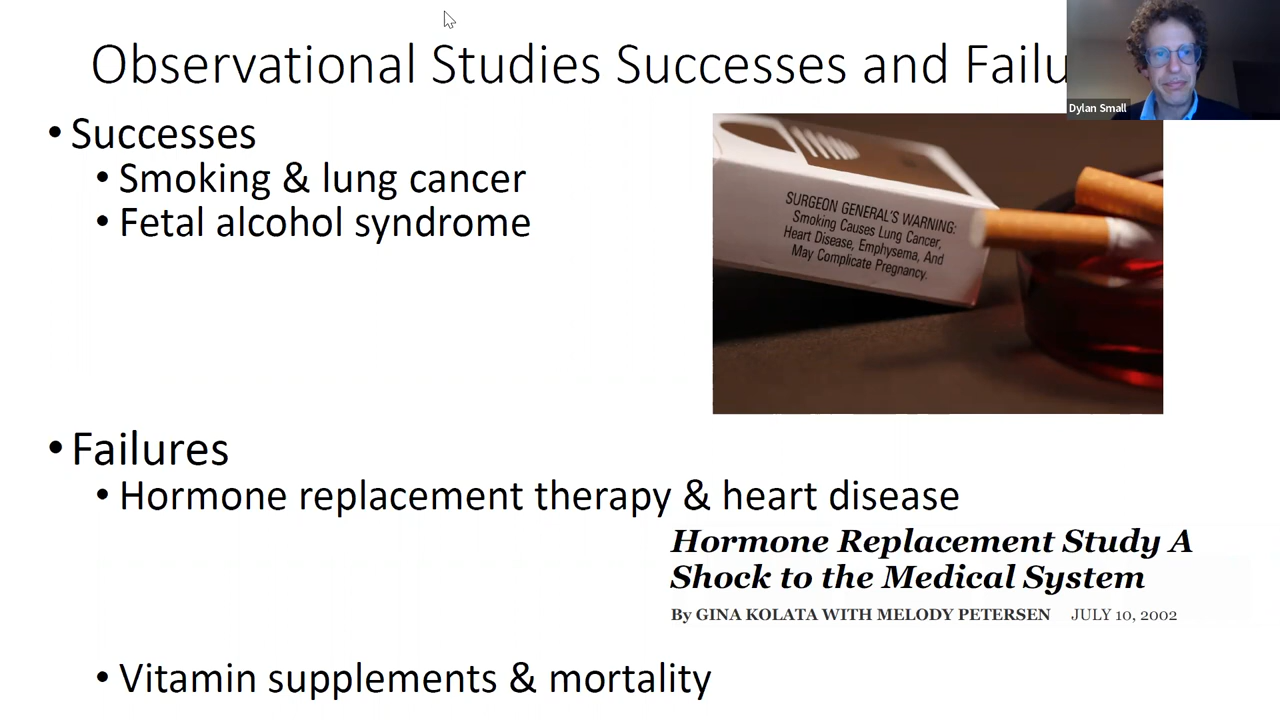 Observational Studies Successes and Failu
Dylan Small
• Successes
• Smoking & lung cancer
• Fetal alcohol syndrome
SURGEON GENERAL'S WARNING:
Smoking Causes Lung Cancer,
Heart Disease, Emphysema, And
May Complicate Pregnancy.
• Failures
• Hormone replacement therapy & heart disease
Hormone Replacement Study A
Shock to the Medical System
By GINA KOLATA WITH MELODY PETERSEN JULY 10, 2002
• Vitamin supplements & mortality